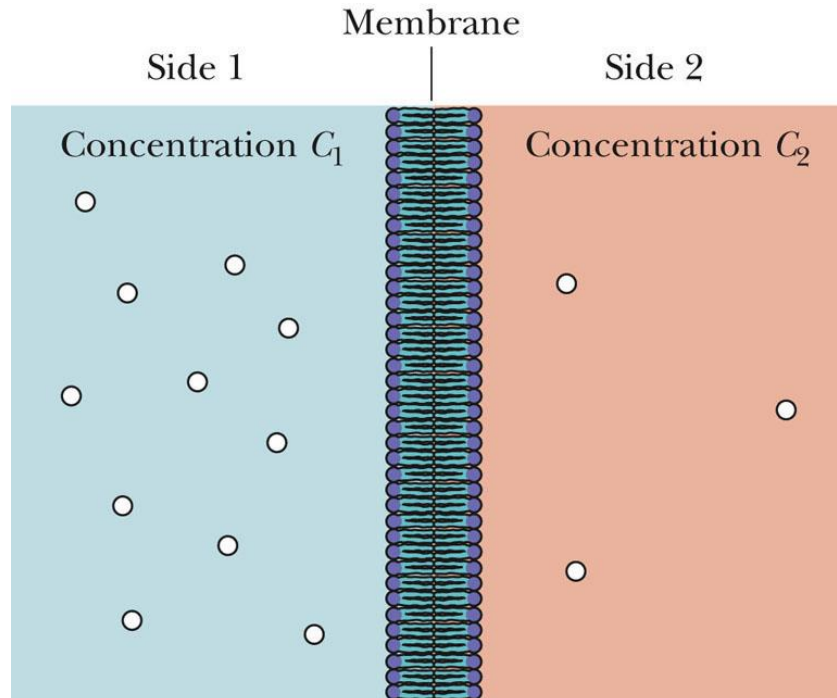 Membrane
Side 1
Side 2
Concentration C₁
Concentration C₂